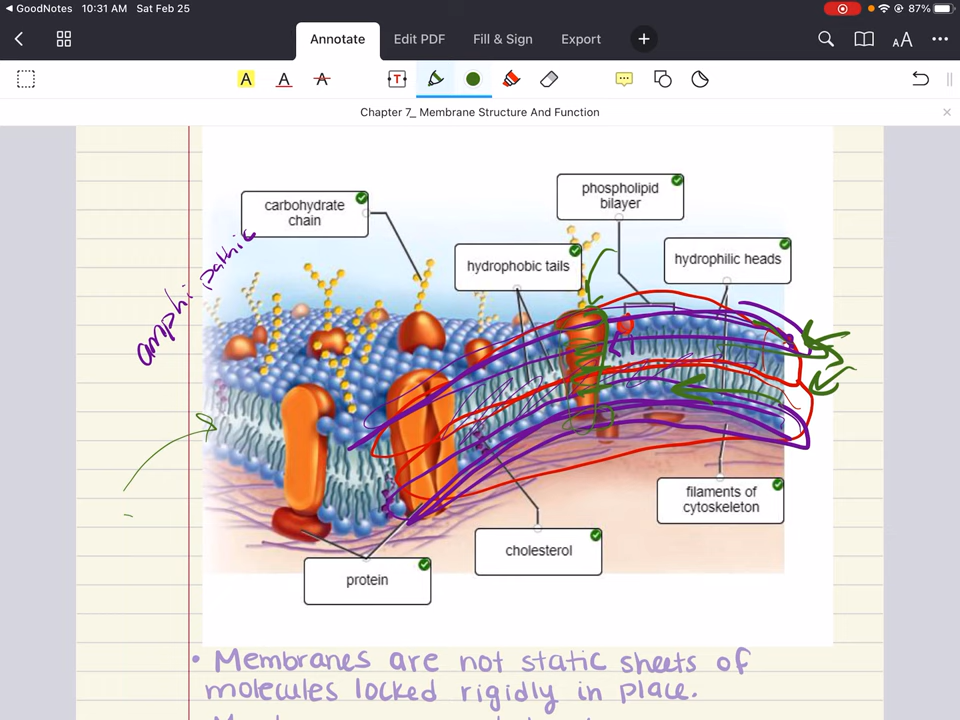 GoodNotes 10:31 AM Sat Feb 25 87%
Annotate Edit PDF Fill & Sign Export
A A A T
Chapter 7_ Membrane Structure And Function
carbohydrate
chain
phospholipid
bilayer
hydrophobic tails
hydrophilic heads
amphipathic
filaments of
cytoskeleton
cholesterol
protein
• Membranes are not static sheets of
molecules locked rigidly in place.